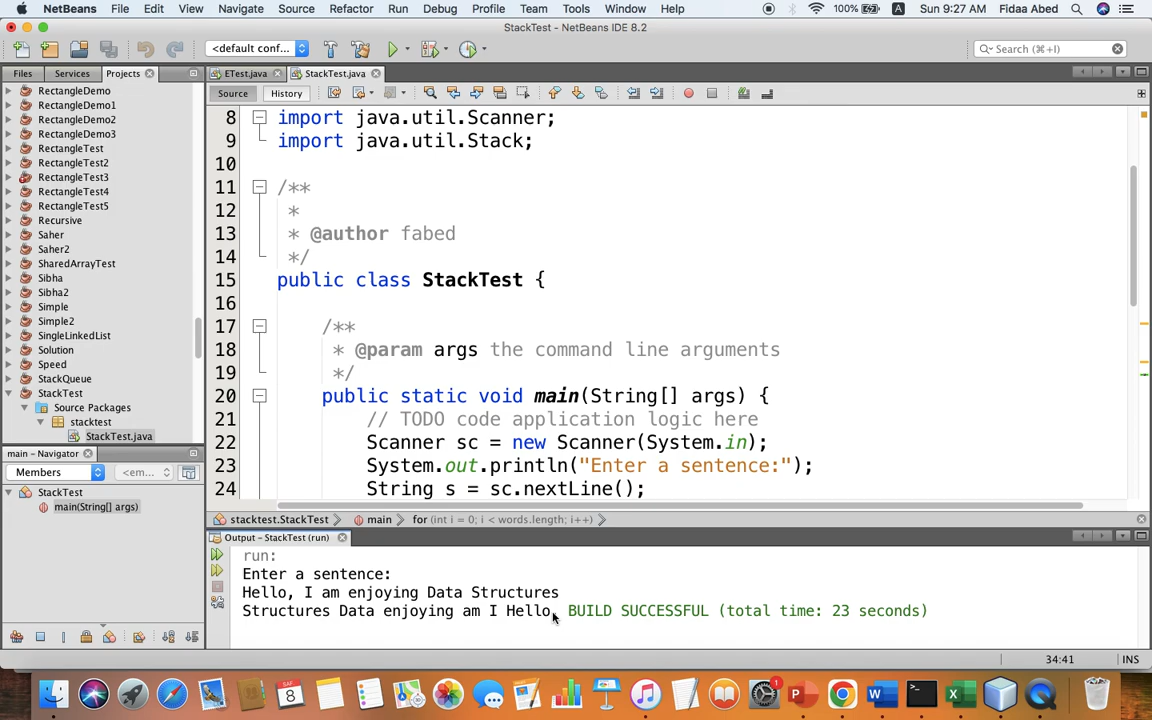 NetBeans File Edit View Navigate Source Refactor Run Debug Profile Team Tools Window Help 100% A Sun 9:27 AM Fidaa Abed
StackTest - NetBeans IDE 8.2
<default conf... Search (⌘+I)
Files Services Projects ETest.java StackTest.java
Source History
RectangleDemo
RectangleDemo1
RectangleDemo2
RectangleDemo3
RectangleTest
RectangleTest2
RectangleTest3
RectangleTest4
RectangleTest5
Recursive
Saher
Saher2
SharedArrayTest
Sibha
Sibha2
Simple
Simple2
SingleLinkedList
Solution
Speed
StackQueue
StackTest
Source Packages
stacktest
StackTest.java
8 import java.util.Scanner;
9 import java.util.Stack;
10
11 /**
12 *
13 * @author fabed
14 */
15 public class StackTest {
16
17 /**
18 * @param args the command line arguments
19 */
20 public static void main(String[] args) {
21 // TODO code application logic here
22 Scanner sc = new Scanner(System.in);
23 System.out.println("Enter a sentence:");
24 String s = sc.nextLine();
main - Navigator
Members <em...
StackTest
main(String[] args)
stacktest.StackTest main for (int i = 0; i < words.length; i++)
Output - StackTest (run)
run:
Enter a sentence:
Hello, I am enjoying Data Structures
Structures Data enjoying am I Hello, BUILD SUCCESSFUL (total time: 23 seconds)
34:41 INS
SAF
8
1